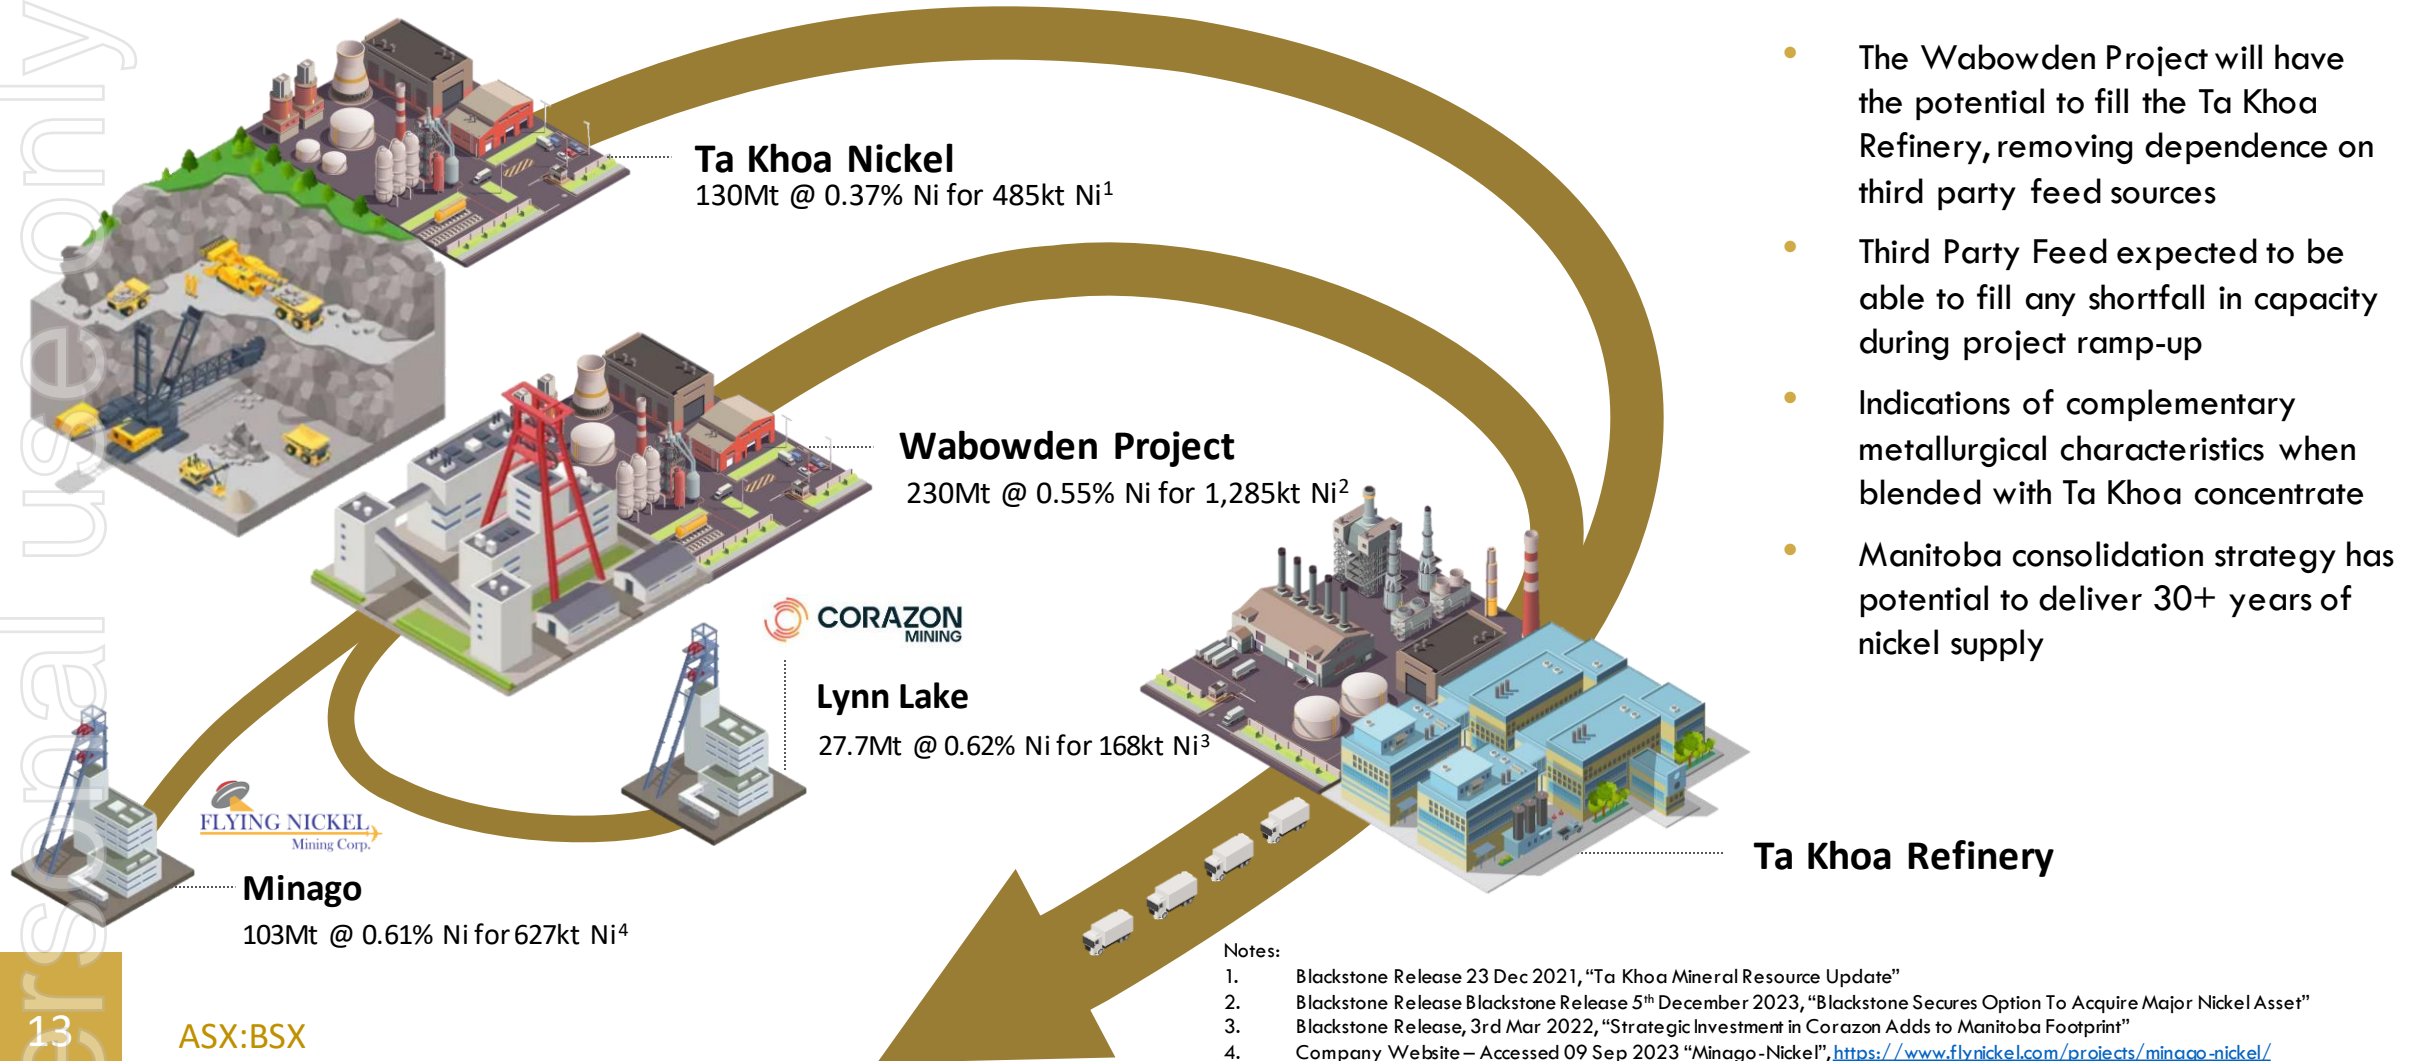 Ta Khoa Nickel
130Mt @ 0.37% Ni for 485kt Ni1
Wabowden Project
230Mt @ 0.55% Ni for 1,285kt Ni2
CORAZON
MINING
Lynn Lake
27.7Mt @ 0.62% Ni for 168kt Ni3
FLYING NICKEL
Mining Corp.
Minago
103Mt @ 0.61% Ni for 627kt Ni4
Ta Khoa Refinery
• The Wabowden Project will have
the potential to fill the Ta Khoa
Refinery, removing dependence on
third party feed sources
• Third Party Feed expected to be
able to fill any shortfall in capacity
during project ramp-up
• Indications of complementary
metallurgical characteristics when
blended with Ta Khoa concentrate
• Manitoba consolidation strategy has
potential to deliver 30+ years of
nickel supply
Notes:
1. Blackstone Release 23 Dec 2021, “Ta Khoa Mineral Resource Update”
2. Blackstone Release Blackstone Release 5th December 2023, “Blackstone Secures Option To Acquire Major Nickel Asset”
3. Blackstone Release, 3rd Mar 2022, “Strategic Investment in Corazon Adds to Manitoba Footprint”
4. Company Website – Accessed 09 Sep 2023 “Minago-Nickel”, https://www.flynickel.com/projects/minago-nickel/
13
ASX:BSX
ersonal use only